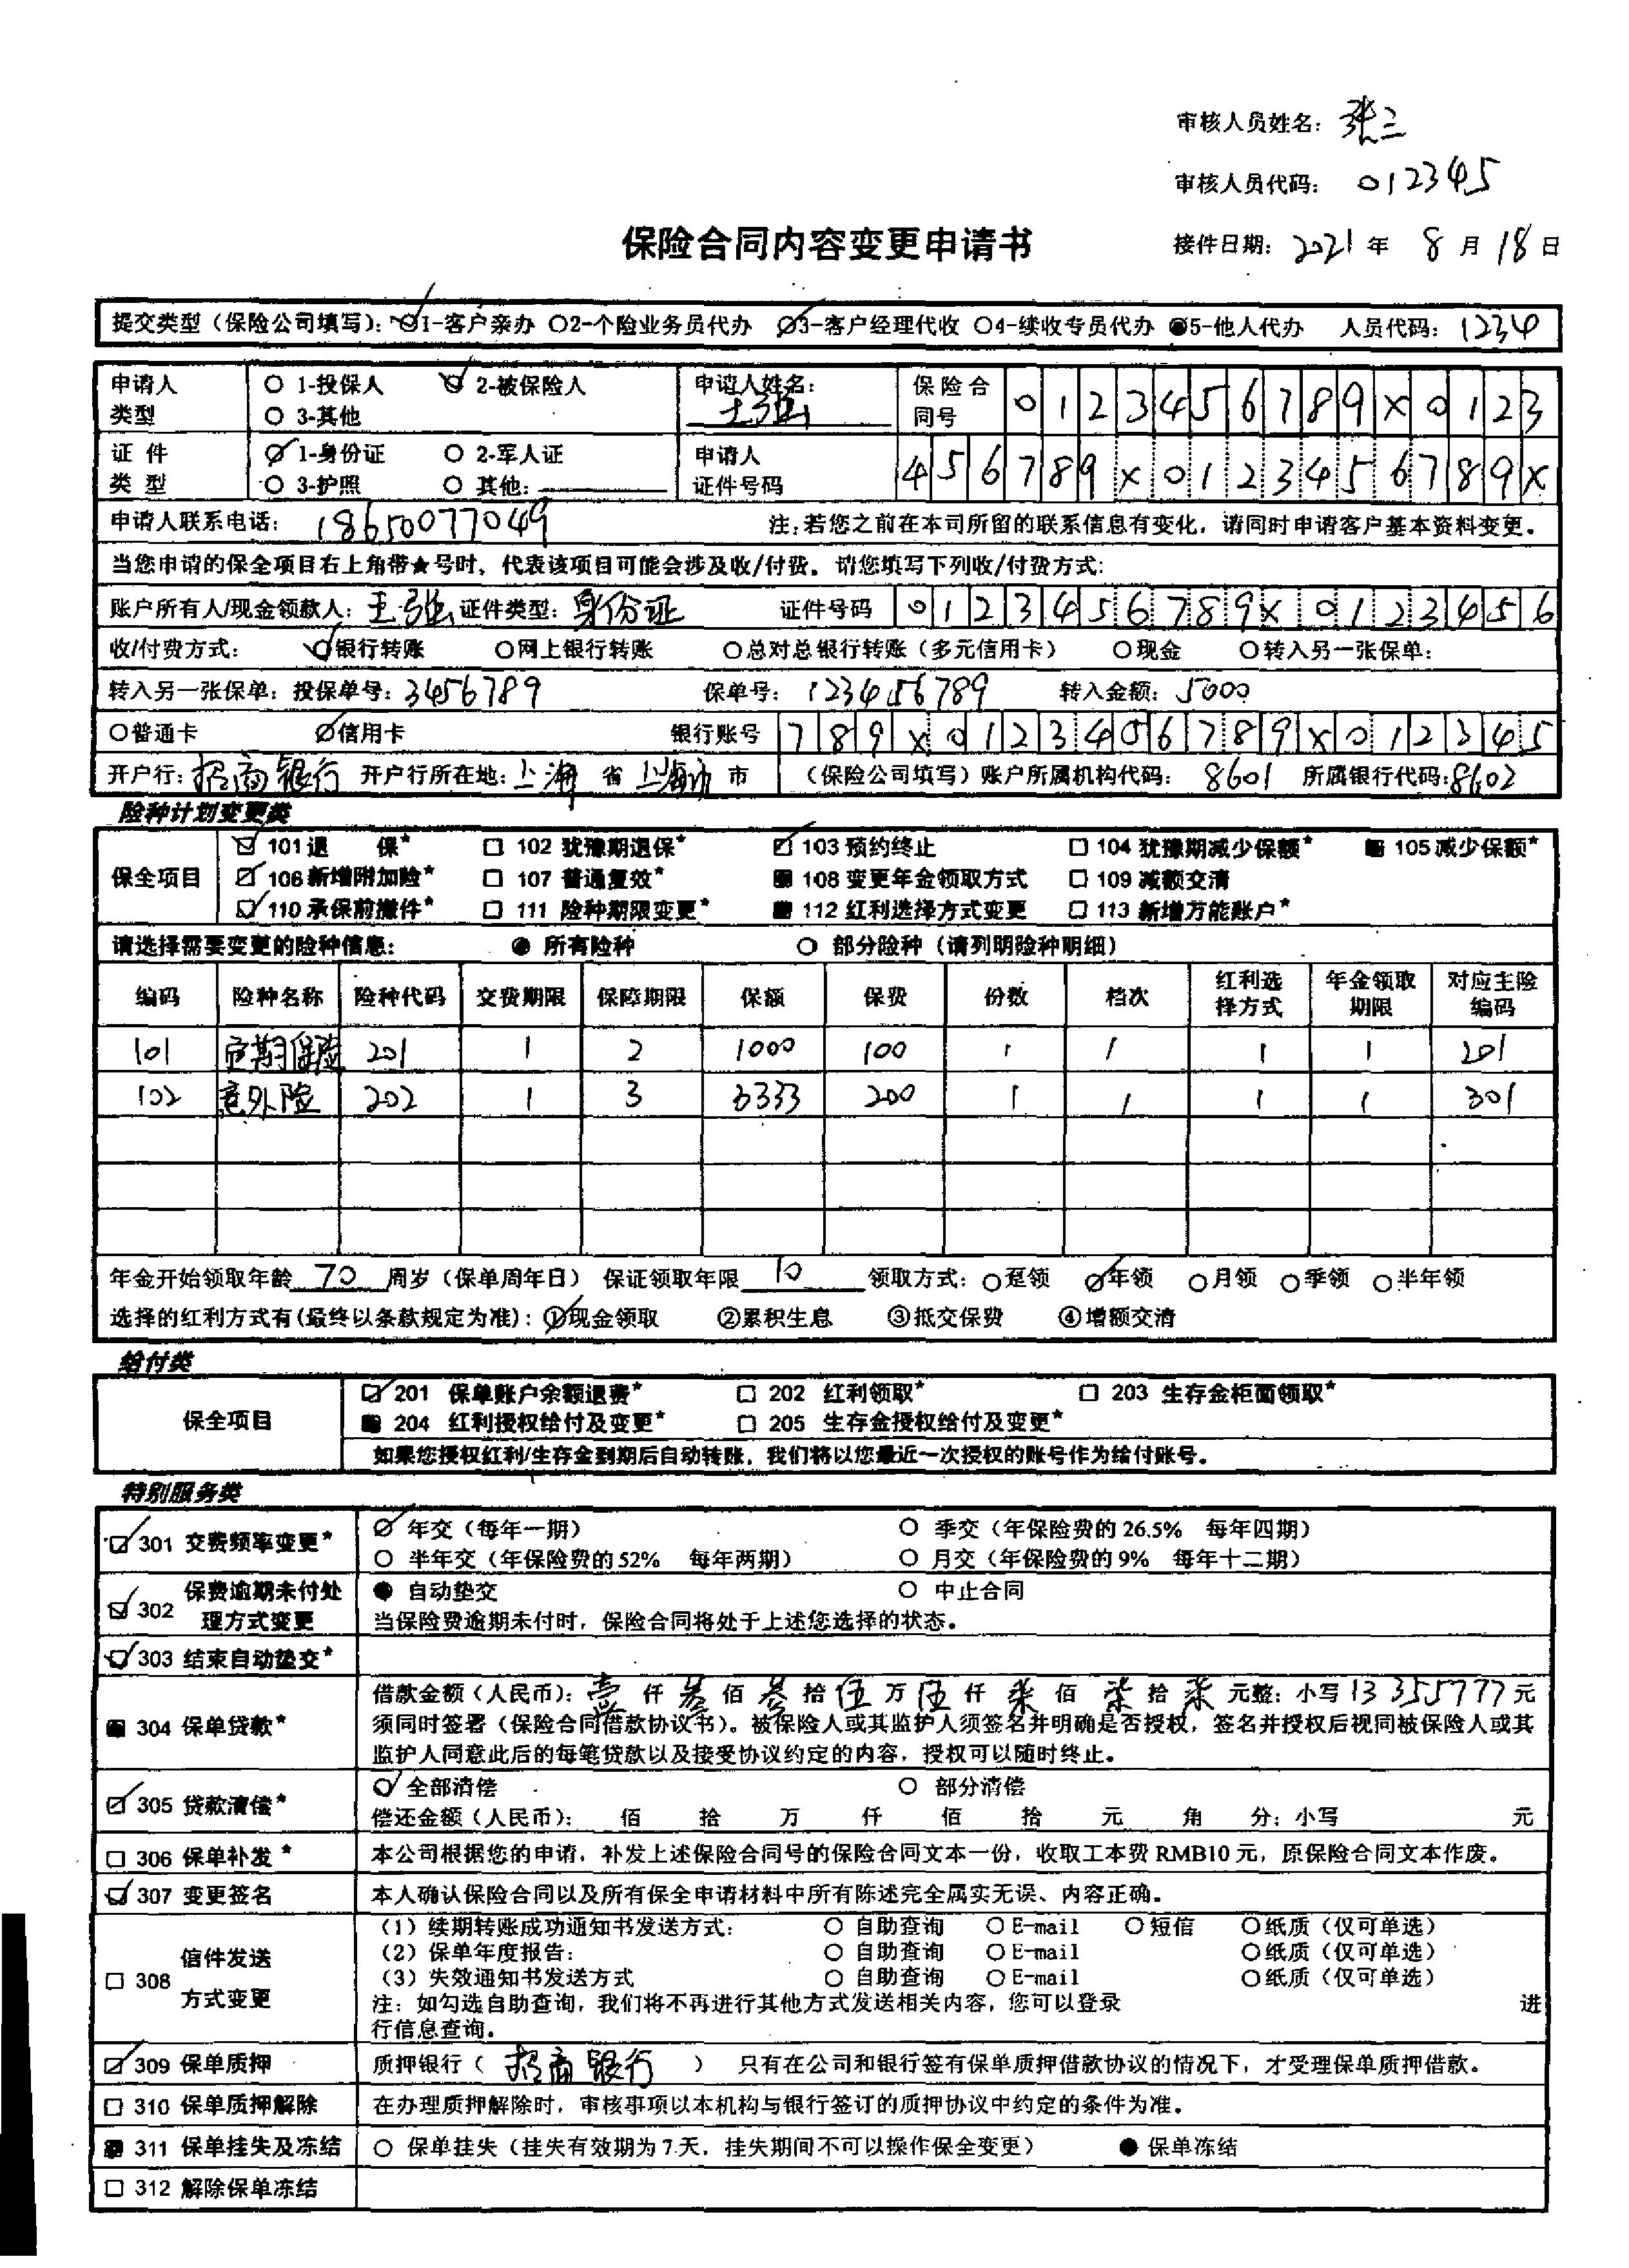 审核人员姓名：张三
审核人员代码：012345
保险合同内容变更申请书
接件日期：2021年 8月18日
提交类型（保险公司填写）：○1-客户亲办 ○2-个险业务员代办 ○3-客户经理代收 ○4-续收专员代办 ●5-他人代办 人员代码：1234
申请人类型 ○ 1-投保人 ○ 2-被保险人 ○ 3-其他 申请人姓名：王强 保险合同号 0123456789X0123
证件类型 ○ 1-身份证 ○ 2-军人证 ○ 3-护照 ○ 其他： 申请人证件号码 456789X0123456789X
申请人联系电话：18650077049 注：若您之前在本司所留的联系信息有变化，请同时申请客户基本资料变更。
当您申请的保全项目右上角带★号时，代表该项目可能会涉及收/付费。请您填写下列收/付费方式：
账户所有人/现金领款人：王强 证件类型：身份证 证件号码 0123456789X0123456
收/付费方式： ○银行转账 ○网上银行转账 ○总对总银行转账（多元信用卡） ○现金 ○转入另一张保单：
转入另一张保单：投保单号：3456789 保单号：123456789 转入金额：5000
○普通卡 ○信用卡 银行账号 789X0123456789X012345
开户行：招商银行 开户行所在地：上海 省 上海 市 （保险公司填写）账户所属机构代码： 8601 所属银行代码：8602
险种计划变更类
保全项目 ☑ 101 退 保* □ 102 犹豫期退保* ☑ 103 预约终止 □ 104 犹豫期减少保额* ■ 105 减少保额*
☑ 106 新增附加险* □ 107 普通复效* ■ 108 变更年金领取方式 □ 109 减额交清
☑ 110 承保前撤件* □ 111 险种期限变更* ■ 112 红利选择方式变更 □ 113 新增万能账户*
请选择需要变更的险种信息： ● 所有险种 ○ 部分险种（请列明险种明细）
编码 险种名称 险种代码 交费期限 保障期限 保额 保费 份数 档次 红利选择方式 年金领取期限 对应主险编码
101 定期保险 201 1 2 1000 100 1 1 1 1 201
102 意外险 202 1 3 3333 200 1 1 1 1 301
年金开始领取年龄 70 周岁（保单周年日） 保证领取年限 10 领取方式：○趸领 ○年领 ○月领 ○季领 ○半年领
选择的红利方式有(最终以条款规定为准)：①现金领取 ②累积生息 ③抵交保费 ④增额交清
给付类
保全项目 ☑ 201 保单账户余额退费* □ 202 红利领取* □ 203 生存金柜面领取*
■ 204 红利授权给付及变更* □ 205 生存金授权给付及变更*
如果您授权红利/生存金到期后自动转账，我们将以您最近一次授权的账号作为给付账号。
特别服务类
☑ 301 交费频率变更* ○ 年交（每年一期） ○ 季交（年保险费的26.5% 每年四期）
○ 半年交（年保险费的52% 每年两期） ○ 月交（年保险费的9% 每年十二期）
☑ 302 保费逾期未付处理方式变更 ● 自动垫交 ○ 中止合同
当保险费逾期未付时，保险合同将处于上述您选择的状态。
☑ 303 结束自动垫交*
■ 304 保单贷款* 借款金额（人民币）：壹 仟 叁 佰 叁 拾 伍 万 伍 仟 柒 佰 柒 拾 柒 元整：小写13355777元
须同时签署（保险合同借款协议书）。被保险人或其监护人须签名并明确是否授权，签名并授权后视同被保险人或其
监护人同意此后的每笔贷款以及接受协议约定的内容，授权可以随时终止。
☑ 305 贷款清偿* ○ 全部清偿 ○ 部分清偿
偿还金额（人民币）： 佰 拾 万 仟 佰 拾 元 角 分：小写 元
□ 306 保单补发* 本公司根据您的申请，补发上述保险合同号的保险合同文本一份，收取工本费 RMB10 元，原保险合同文本作废。
☑ 307 变更签名 本人确认保险合同以及所有保全申请材料中所有陈述完全属实无误、内容正确。
□ 308 信件发送方式变更 （1）续期转账成功通知书发送方式： ○ 自助查询 ○ E-mail ○ 短信 ○纸质（仅可单选）
（2）保单年度报告： ○ 自助查询 ○ E-mail ○纸质（仅可单选）
（3）失效通知书发送方式 ○ 自助查询 ○ E-mail ○纸质（仅可单选）
注：如勾选自助查询，我们将不再进行其他方式发送相关内容，您可以登录 进
行信息查询。
☑ 309 保单质押 质押银行（ 招商银行 ） 只有在公司和银行签有保单质押借款协议的情况下，才受理保单质押借款。
□ 310 保单质押解除 在办理质押解除时，审核事项以本机构与银行签订的质押协议中约定的条件为准。
■ 311 保单挂失及冻结 ○ 保单挂失（挂失有效期为7天，挂失期间不可以操作保全变更） ● 保单冻结
□ 312 解除保单冻结